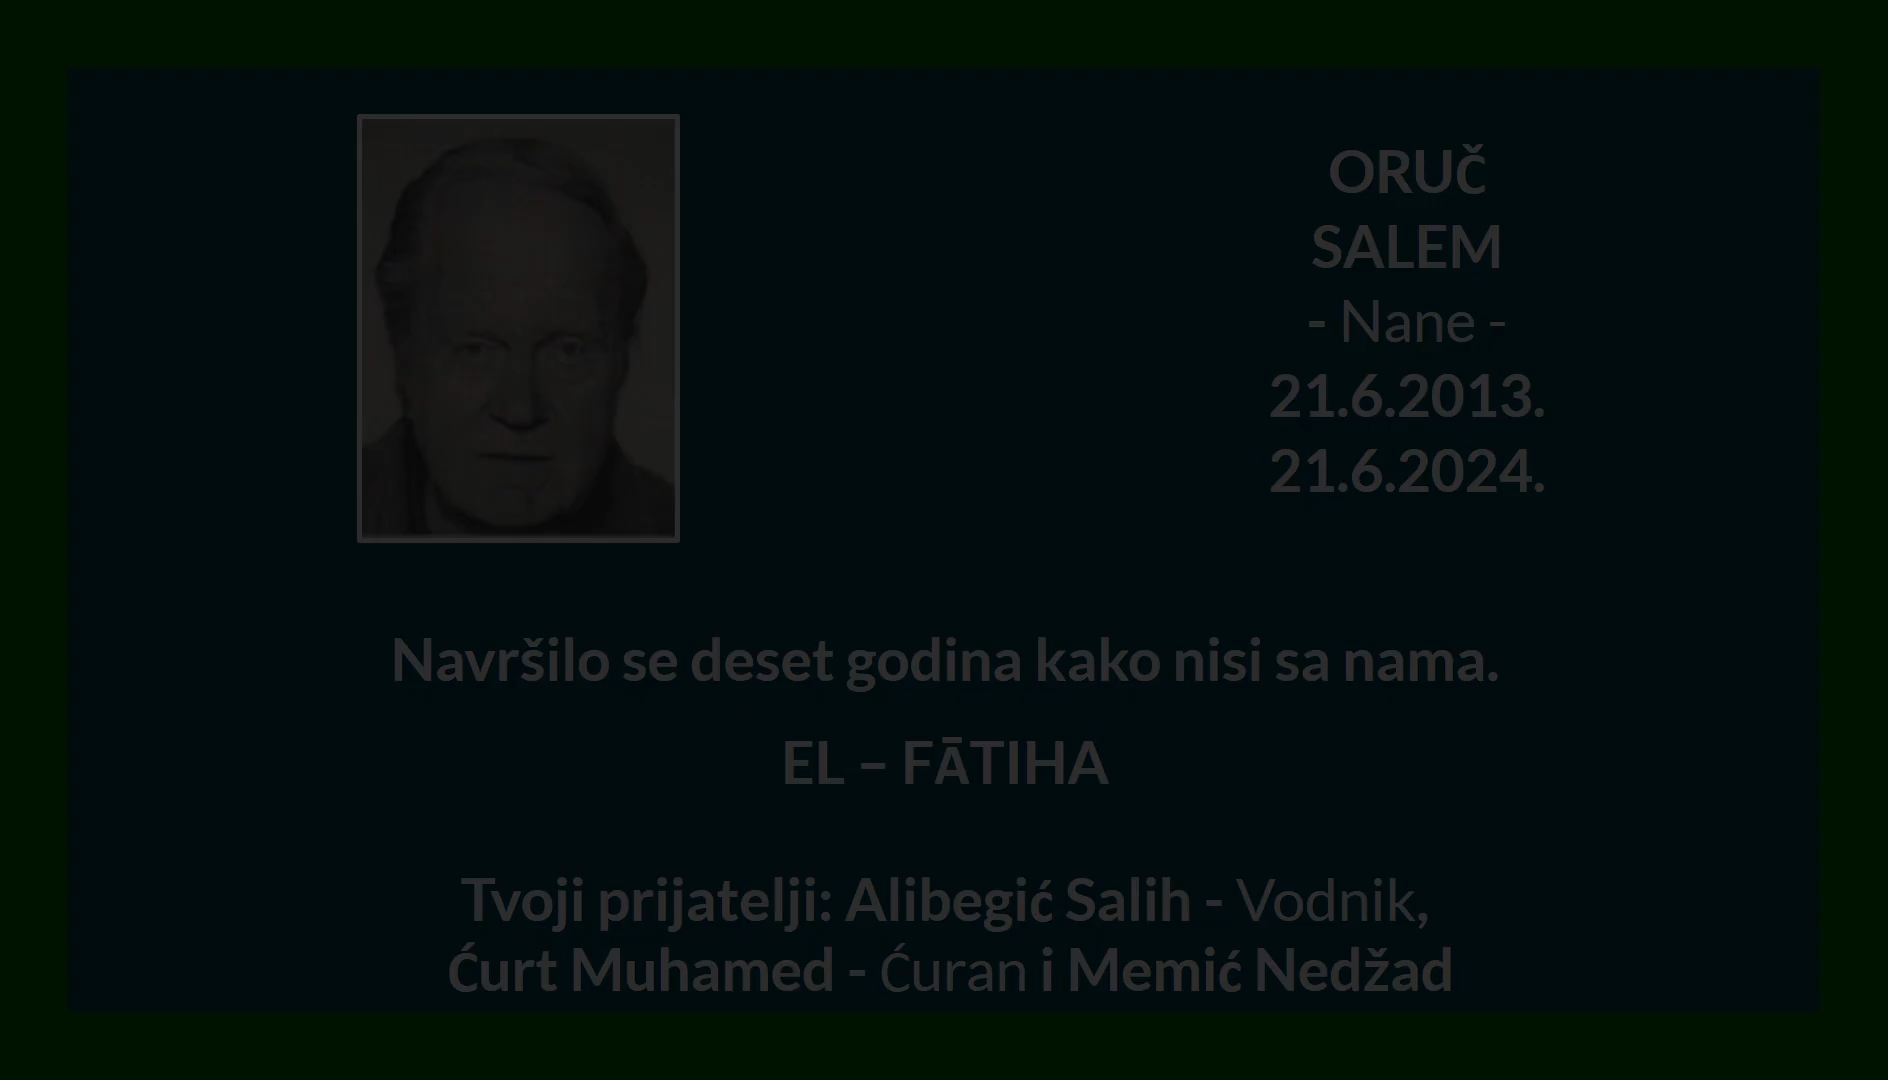 ORUČ
SALEM
- Nane -
21.6.2013.
21.6.2024.
Navršilo se deset godina kako nisi sa nama.
EL – FĀTIHA
Tvoji prijatelji: Alibegić Salih - Vodnik,
Ćurt Muhamed - Ćuran i Memić Nedžad